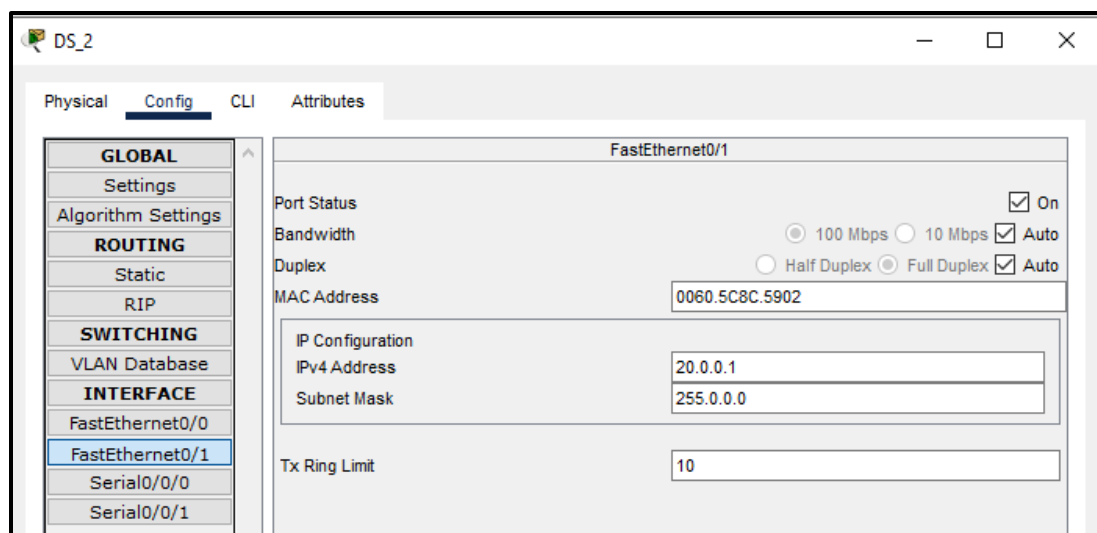 DS_2
Physical Config CLI Attributes
GLOBAL
Settings
Algorithm Settings
ROUTING
Static
RIP
SWITCHING
VLAN Database
INTERFACE
FastEthernet0/0
FastEthernet0/1
Serial0/0/0
Serial0/0/1
FastEthernet0/1
Port Status On
Bandwidth 100 Mbps 10 Mbps Auto
Duplex Half Duplex Full Duplex Auto
MAC Address 0060.5C8C.5902
IP Configuration
IPv4 Address 20.0.0.1
Subnet Mask 255.0.0.0
Tx Ring Limit 10